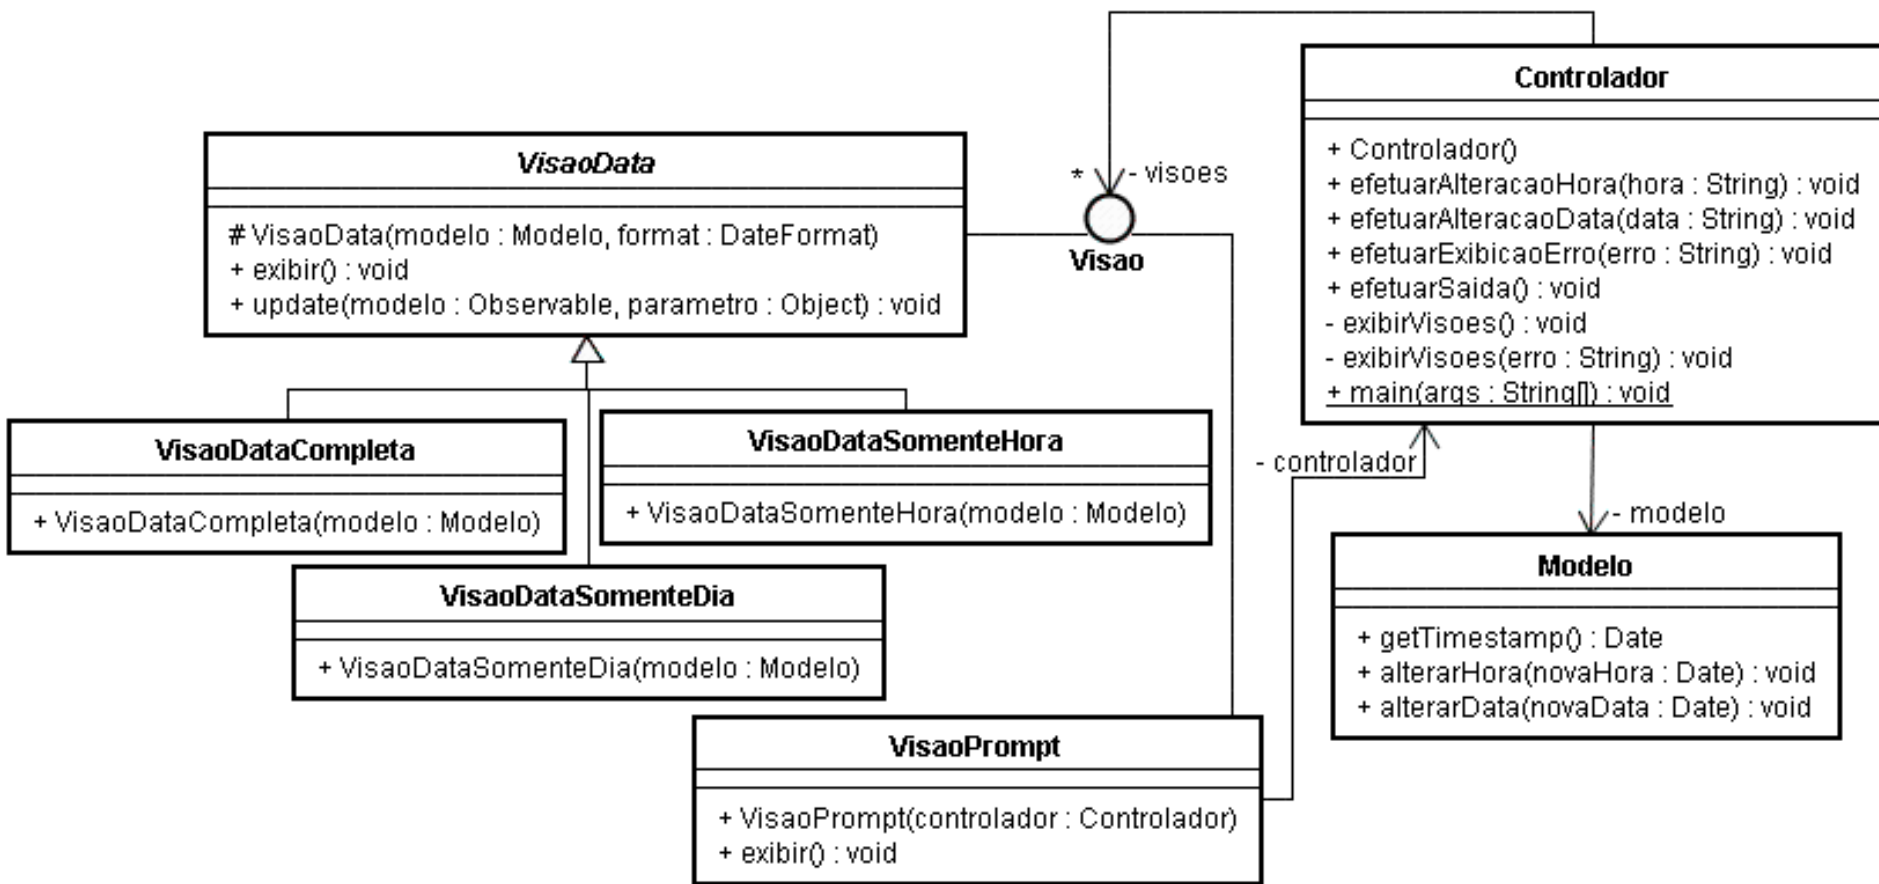 Controlador
+ Controlador()
+ efetuarAlteracaoHora(hora : String) : void
+ efetuarAlteracaoData(data : String) : void
+ efetuarExibicaoErro(erro : String) : void
+ efetuarSaida() : void
- exibirVisoes() : void
- exibirVisoes(erro : String) : void
+ main(args : String[]) : void
VisaoData
# VisaoData(modelo : Modelo, format : DateFormat)
+ exibir() : void
+ update(modelo : Observable, parametro : Object) : void
* - visoes
Visao
VisaoDataCompleta
+ VisaoDataCompleta(modelo : Modelo)
VisaoDataSomenteHora
+ VisaoDataSomenteHora(modelo : Modelo)
- controlador
- modelo
VisaoDataSomenteDia
+ VisaoDataSomenteDia(modelo : Modelo)
Modelo
+ getTimestamp() : Date
+ alterarHora(novaHora : Date) : void
+ alterarData(novaData : Date) : void
VisaoPrompt
+ VisaoPrompt(controlador : Controlador)
+ exibir() : void